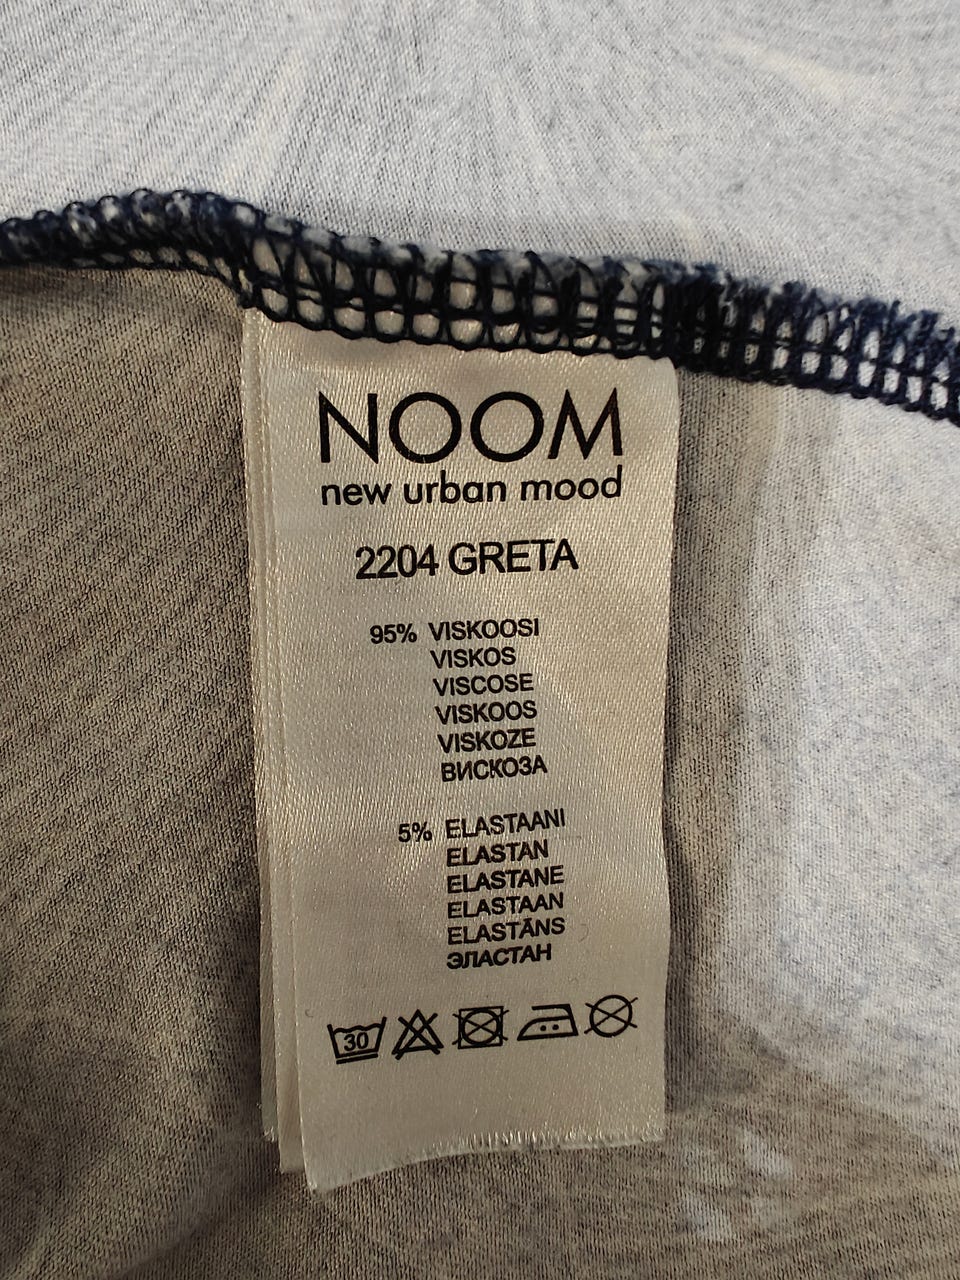 NOOM
new urban mood
2204 GRETA
95% VISKOOSI
VISKOS
VISCOSE
VISKOOS
VISKOZE
ВИСКОЗА
5% ELASTAANI
ELASTAN
ELASTANE
ELASTAAN
ELASTĀNS
ЭЛАСТАН
30